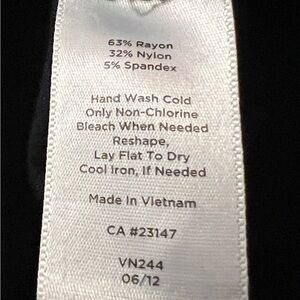 63% Rayon
32% Nylon
5% Spandex
Hand Wash Cold
Only Non-Chlorine
Bleach When Needed
Reshape,
Lay Flat To Dry
Cool Iron, If Needed
Made In Vietnam
CA #23147
VN244
06/12